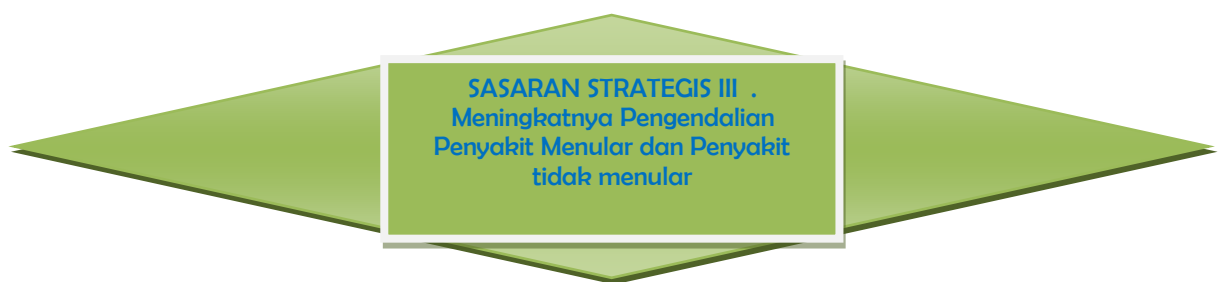 SASARAN STRATEGIS III .
Meningkatnya Pengendalian
Penyakit Menular dan Penyakit
tidak menular